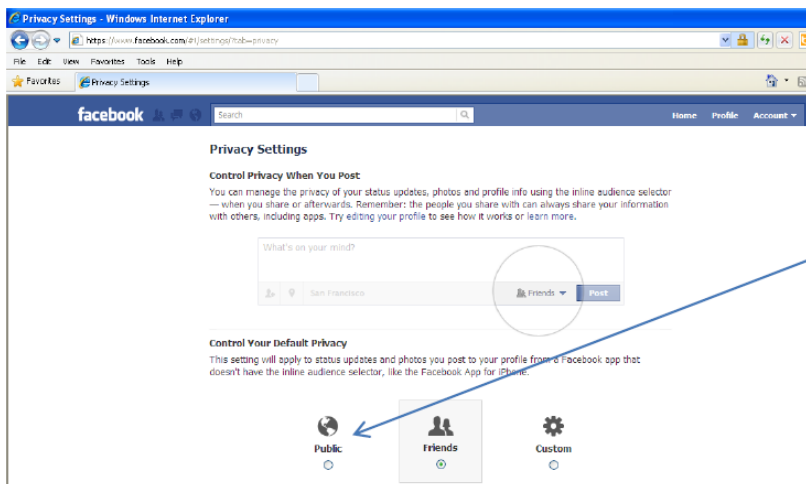 Privacy Settings - Windows Internet Explorer
https://www.facebook.com/#!/settings/?tab=privacy
File Edit View Favorites Tools Help
Favorites Privacy Settings
facebook Search Home Profile Account
Privacy Settings
Control Privacy When You Post
You can manage the privacy of your status updates, photos and profile info using the inline audience selector
— when you share or afterwards. Remember: the people you share with can always share your information
with others, including apps. Try editing your profile to see how it works or learn more.
What's on your mind?
San Francisco Friends Post
Control Your Default Privacy
This setting will apply to status updates and photos you post to your profile from a Facebook app that
doesn't have the inline audience selector, like the Facebook App for iPhone.
Public Friends Custom